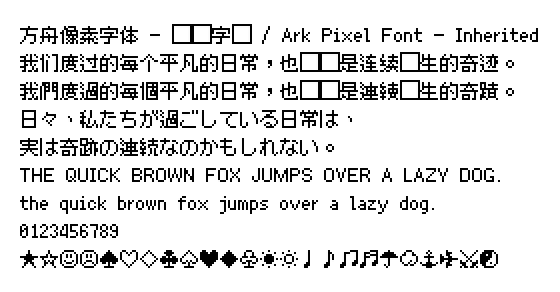 方舟像素字体 - □□字□ / Ark Pixel Font - Inherited
我们度过的每个平凡的日常，也□□是连续□生的奇迹。
我們度過的每個平凡的日常，也□□是連續□生的奇蹟。
日々、私たちが過ごしている日常は、
実は奇跡の連続なのかもしれない。
THE QUICK BROWN FOX JUMPS OVER A LAZY DOG.
the quick brown fox jumps over a lazy dog.
0123456789
★☆☺☹♠♡♢♣♤♥♦♧☀☼♩♪♫♬☂☁⚓✈⚔☯